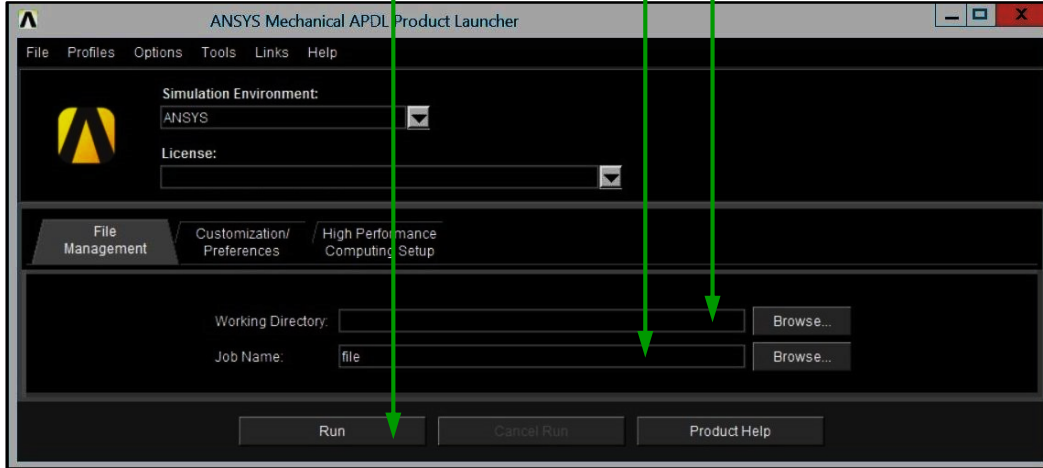 ANSYS Mechanical APDL Product Launcher
File Profiles Options Tools Links Help
Simulation Environment:
ANSYS
License:
File Management
Customization/ Preferences
High Performance Computing Setup
Working Directory:
Browse...
Job Name:
file
Browse...
Run
Cancel Run
Product Help